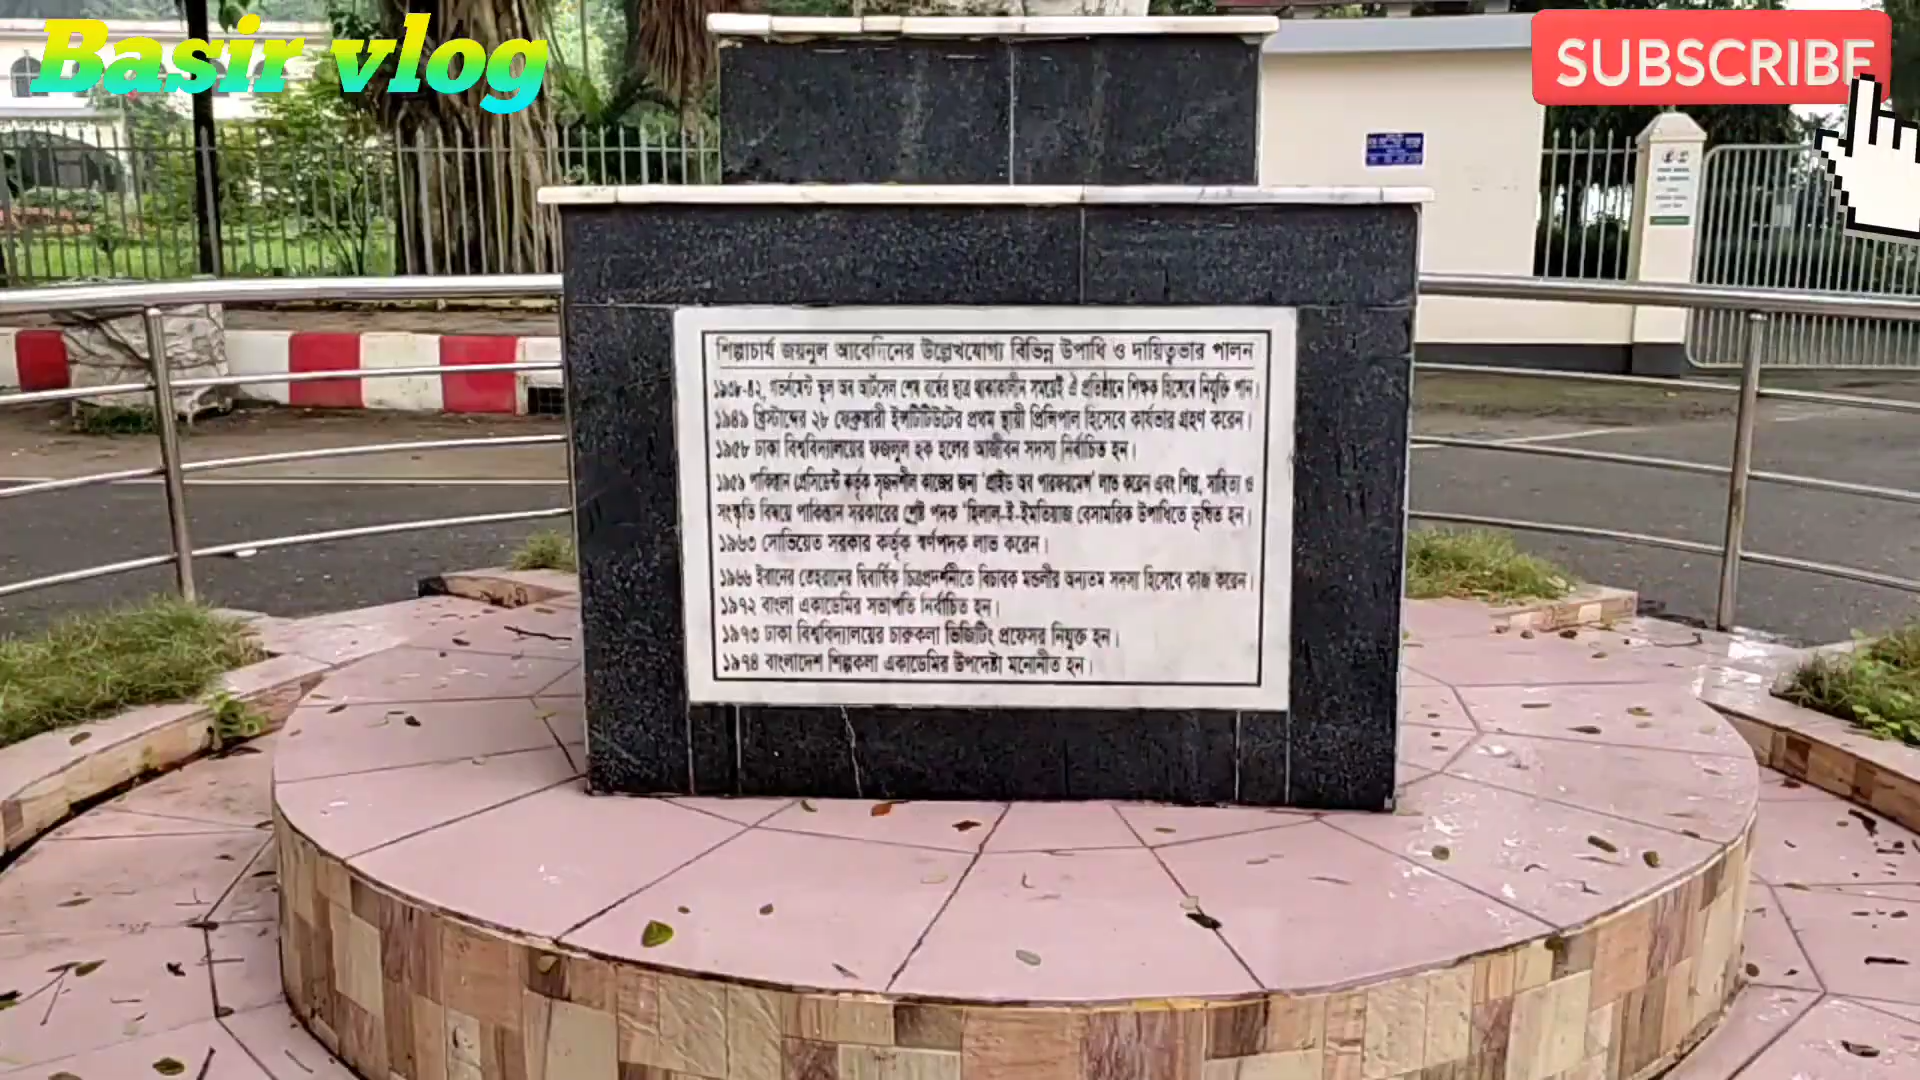 Basir vlog
SUBSCRIBE
শিল্পাচার্য জয়নুল আবেদিনের উল্লেখযোগ্য বিভিন্ন উপাধি ও দায়িত্বভার পালন
১৯৩৮-৪২, গভর্নমেন্ট স্কুল অব আর্টসেল শেষ বর্ষের ছাত্র থাকাকালীন সময়েই ঐ প্রতিষ্ঠানে শিক্ষক হিসেবে নিযুক্তি পান।
১৯৪৯ খ্রিস্টাব্দের ২৮ ফেব্রুয়ারী ইন্সটিটিউটের প্রথম স্থায়ী প্রিন্সিপাল হিসেবে কার্যভার গ্রহণ করেন।
১৯৫৮ ঢাকা বিশ্ববিদ্যালয়ের ফজলুল হক হলের আজীবন সদস্য নির্বাচিত হন।
১৯৫৯ পাকিস্তান প্রেসিডেন্ট কর্তৃক সৃজনশীল কাজের জন্য 'প্রাইড অব পারফরমেন্স' লাভ করেন এবং শিল্প, সাহিত্য ও
সংস্কৃতি বিষয়ে পাকিস্তান সরকারের শ্রেষ্ট পদক 'হিলাল-ই-ইমতিয়াজ বেসামরিক উপাধিতে ভূষিত হন।
১৯৬৩ সোভিয়েত সরকার কর্তৃক স্বর্ণপদক লাভ করেন।
১৯৬৬ ইরানের তেহরানের দ্বিবার্ষিক চিত্রপ্রদর্শনীতে বিচারক মন্ডলীর অন্যতম সদস্য হিসেবে কাজ করেন।
১৯৭২ বাংলা একাডেমির সভাপতি নির্বাচিত হন।
১৯৭৩ ঢাকা বিশ্ববিদ্যালয়ের চারুকলা ভিজিটিং প্রফেসর নিযুক্ত হন।
১৯৭৪ বাংলাদেশ শিল্পকলা একাডেমির উপদেষ্টা মনোনীত হন।